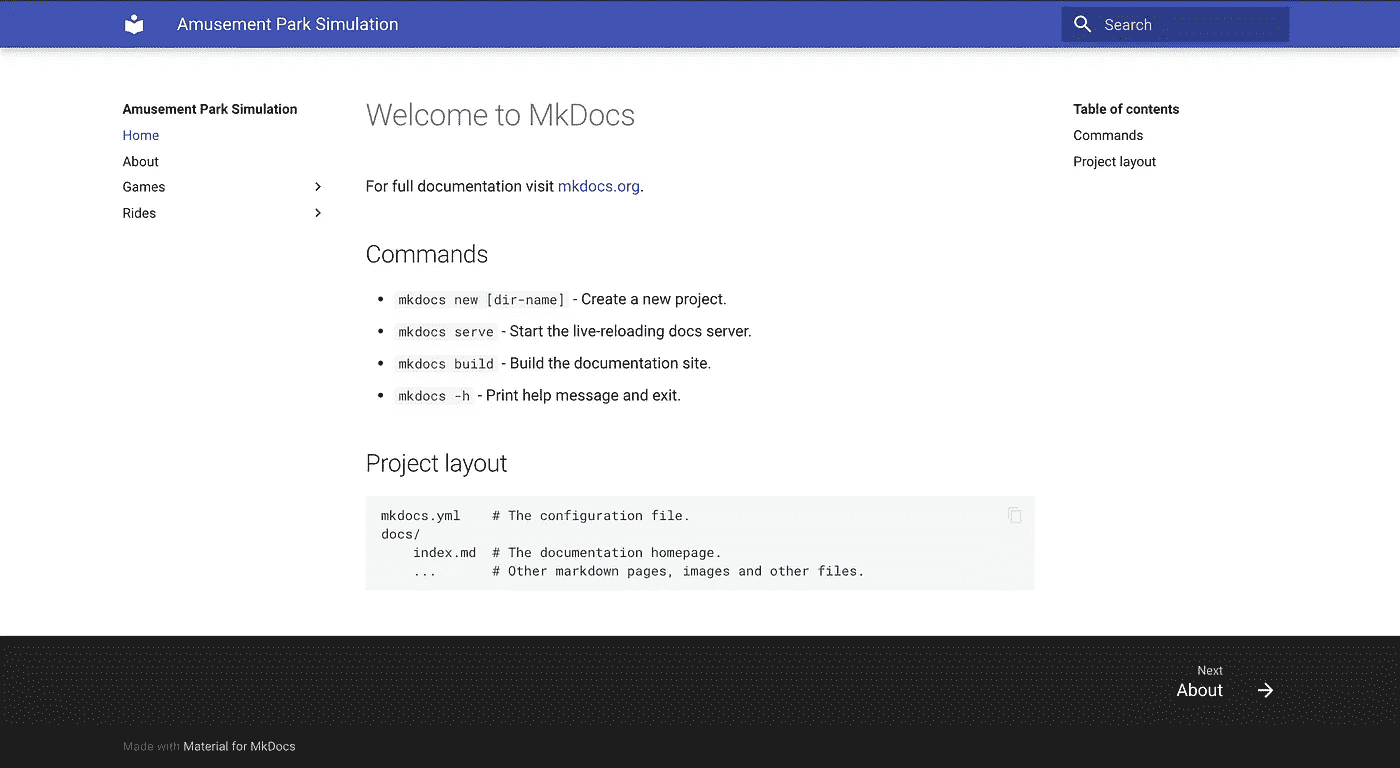 Amusement Park Simulation
Search
Amusement Park Simulation
Home
About
Games
Rides
Welcome to MkDocs
For full documentation visit mkdocs.org.
Commands
mkdocs new [dir-name] - Create a new project.
mkdocs serve - Start the live-reloading docs server.
mkdocs build - Build the documentation site.
mkdocs -h - Print help message and exit.
Project layout
mkdocs.yml    # The configuration file.
docs/
    index.md  # The documentation homepage.
    ...       # Other markdown pages, images and other files.
Table of contents
Commands
Project layout
Next
About
Made with Material for MkDocs